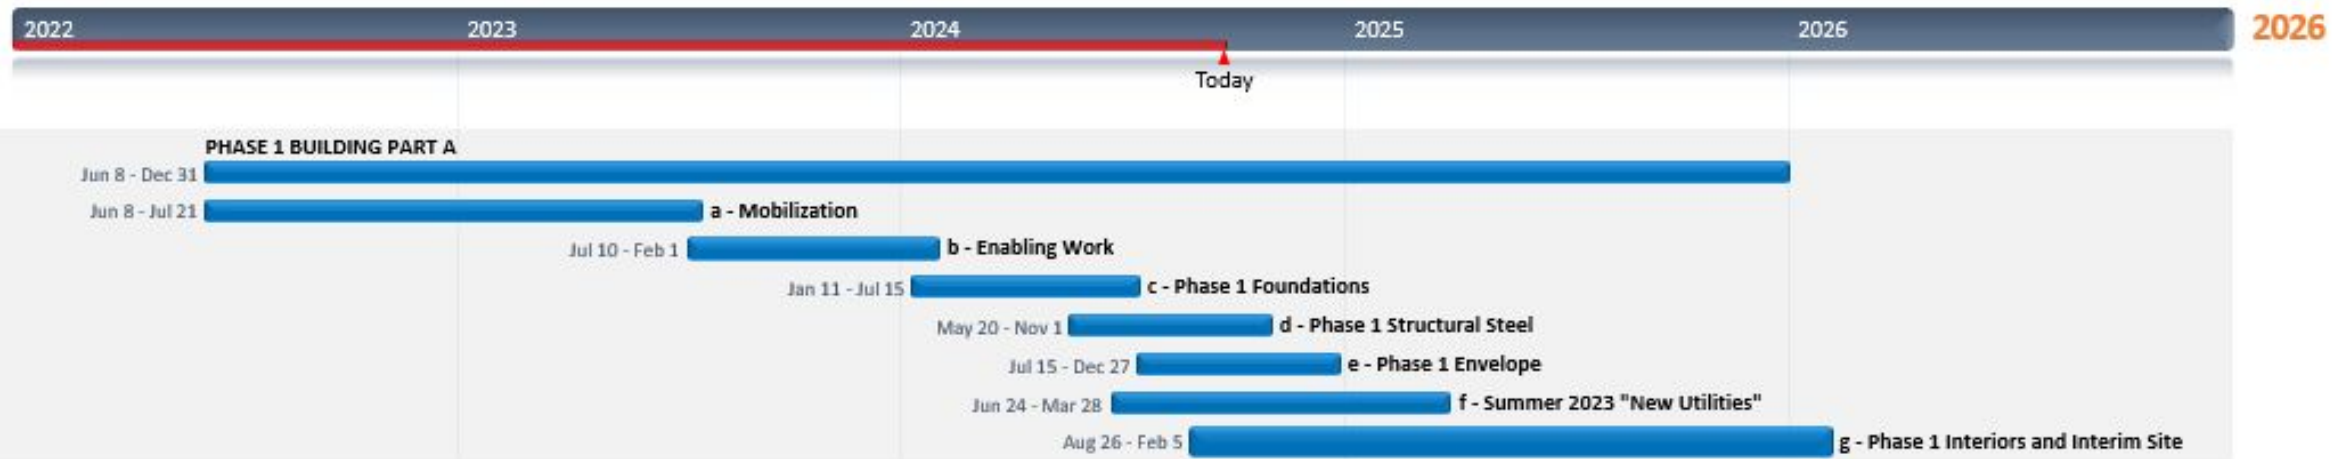 2022 2023 2024 2025 2026 2026
Today
PHASE 1 BUILDING PART A
Jun 8 - Dec 31
Jun 8 - Jul 21 a - Mobilization
Jul 10 - Feb 1 b - Enabling Work
Jan 11 - Jul 15 c - Phase 1 Foundations
May 20 - Nov 1 d - Phase 1 Structural Steel
Jul 15 - Dec 27 e - Phase 1 Envelope
Jun 24 - Mar 28 f - Summer 2023 "New Utilities"
Aug 26 - Feb 5 g - Phase 1 Interiors and Interim Site